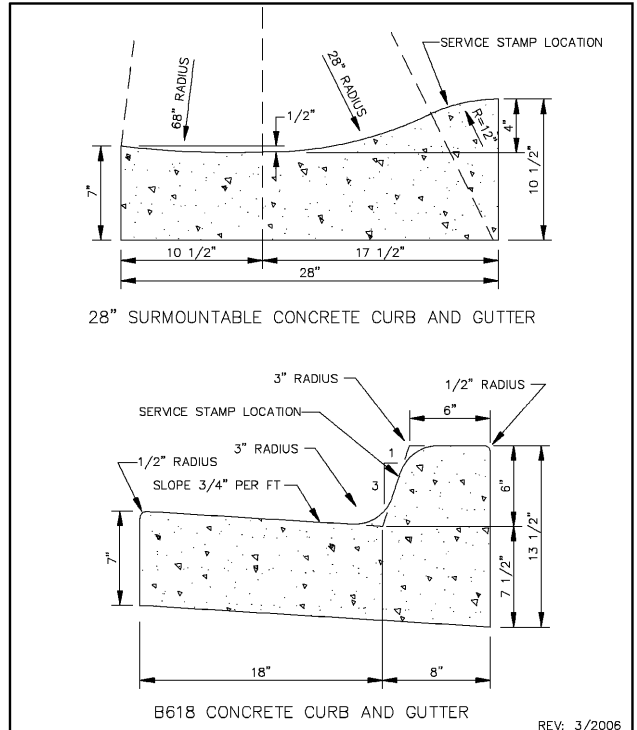 SERVICE STAMP LOCATION
28" RADIUS
68" RADIUS
1/2"
R=12"
4"
10 1/2"
7"
10 1/2"
17 1/2"
28"
28" SURMOUNTABLE CONCRETE CURB AND GUTTER
3" RADIUS
1/2" RADIUS
6"
SERVICE STAMP LOCATION
3" RADIUS
1
3
1/2" RADIUS
SLOPE 3/4" PER FT
6"
13 1/2"
7"
7 1/2"
18"
8"
B618 CONCRETE CURB AND GUTTER
REV: 3/2006